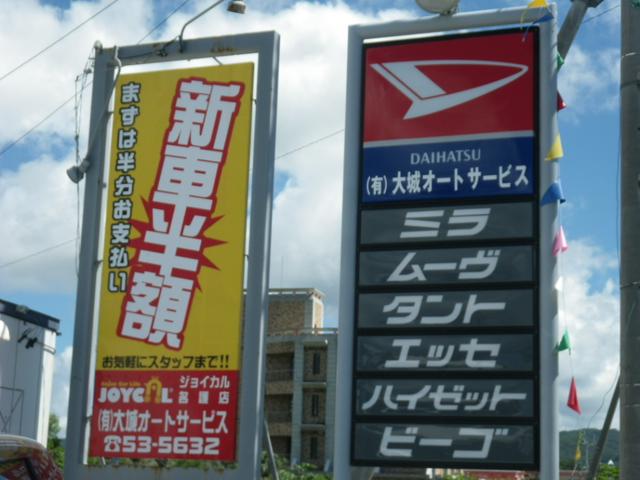 まずは半分お支払い
新車半額
お気軽にスタッフまで!!
Enjoy Car Life
JOYCAL
ジョイカル
名護店
(有)大城オートサービス
☎53-5632
DAIHATSU
(有)大城オートサービス
ミラ
ムーヴ
タント
エッセ
ハイゼット
ビーゴ